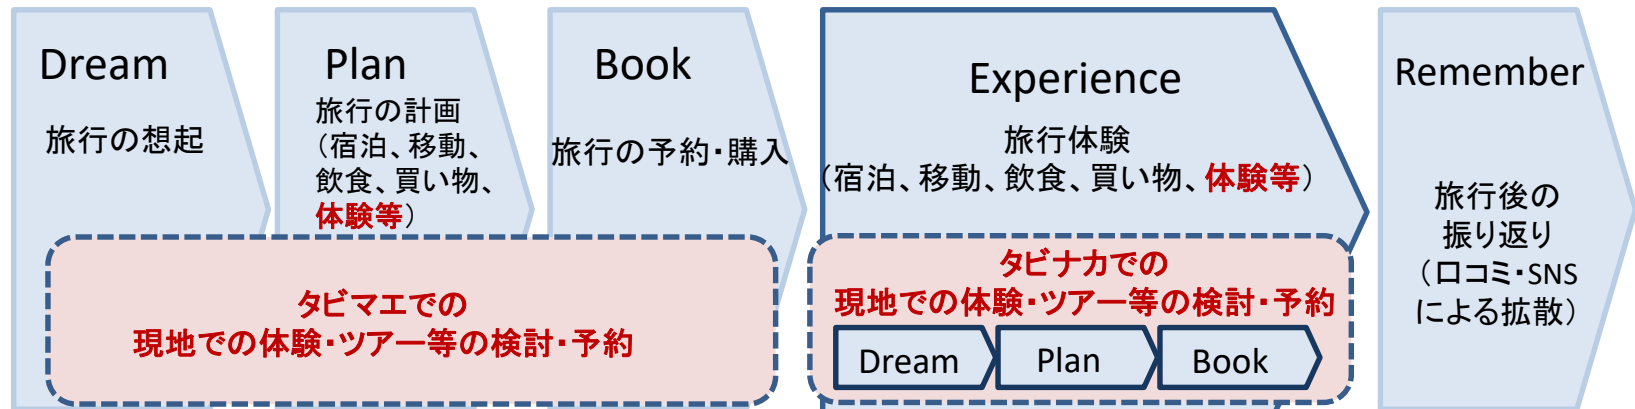 Dream
旅行の想起
Plan
旅行の計画
（宿泊、移動、
飲食、買い物、
体験等）
Book
旅行の予約・購入
タビマエでの
現地での体験・ツアー等の検討・予約
Experience
旅行体験
（宿泊、移動、飲食、買い物、体験等）
タビナカでの
現地での体験・ツアー等の検討・予約
Dream
Plan
Book
Remember
旅行後の
振り返り
（口コミ・SNS
による拡散）